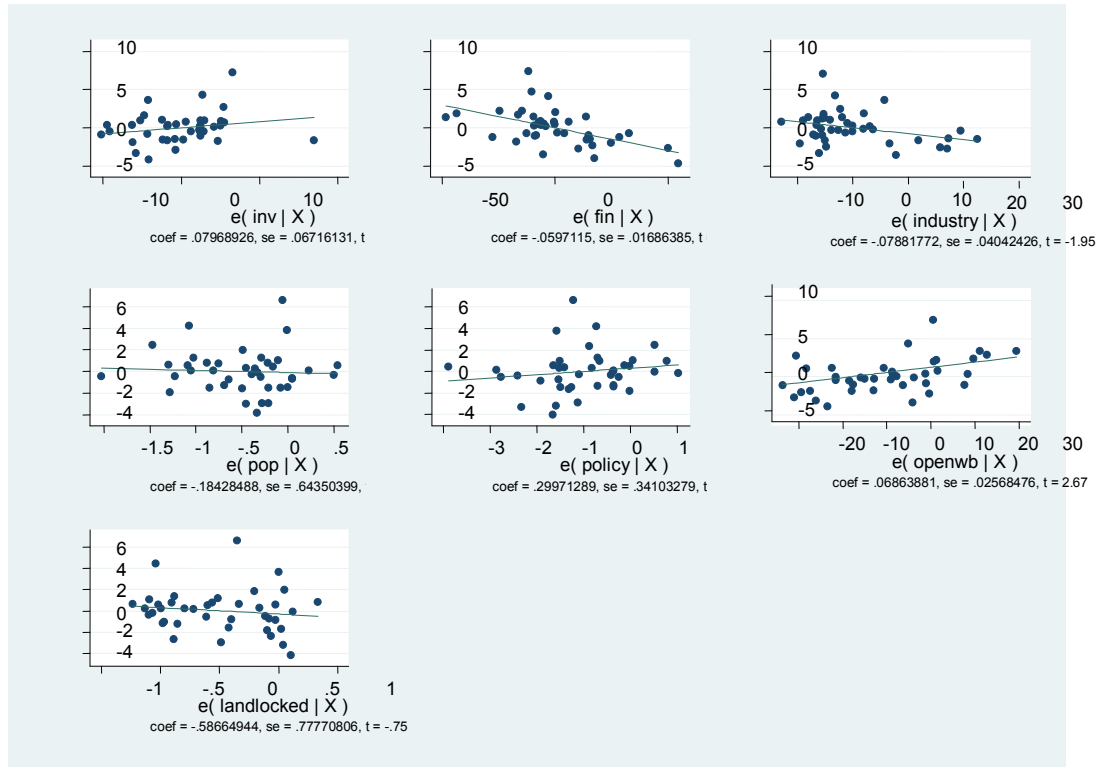 10
5
0
-5
-10 0 10
e( inv | X )
coef = .07968926, se = .06716131, t
10
5
0
-5
-50 0
e( fin | X )
coef = -.0597115, se = .01686385, t
10
5
0
-5
-10 0 10 20 30
e( industry | X )
coef = -.07881772, se = .04042426, t = -1.95
6
4
2
0
-2
-4
-1.5 -1 -.5 0 .5
e( pop | X )
coef = -.18428488, se = .64350399,
6
4
2
0
-2
-4
-3 -2 -1 0 1
e( policy | X )
coef = .29971289, se = .34103279, t
10
5
0
-5
-20 -10 0 10 20 30
e( openwb | X )
coef = .06863881, se = .02568476, t = 2.67
6
4
2
0
-2
-4
-1 -.5 0 .5 1
e( landlocked | X )
coef = -.58664944, se = .77770806, t = -.75